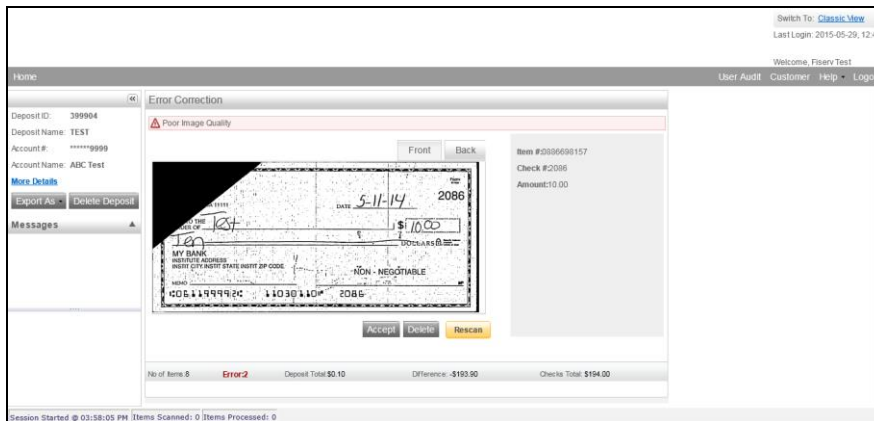 Switch To: Classic View
Last Login: 2015-05-29, 12:4
Welcome, Fiserv Test
Home
User Audit Customer Help Logo
Error Correction
Deposit ID: 399904
Deposit Name: TEST
Account #: ******9999
Account Name: ABC Test
More Details
Export As Delete Deposit
Messages
Poor Image Quality
Front Back
2086
DATE 5-11-14
TO THE
OF Test $ 10.00
Ten DOLLARS
MY BANK
INSTITUTE ADDRESS
INSTIT CITY, INSTIT STATE INSTIT ZIP CODE
NON - NEGOTIABLE
MEMO
2086
Item #:0886698157
Check #:2086
Amount:10.00
Accept Delete Rescan
No of Items:8 Error:2 Deposit Total:$0.10 Difference: -$193.90 Checks Total: $194.00
Session Started @ 03:58:05 PM Items Scanned: 0 Items Processed: 0